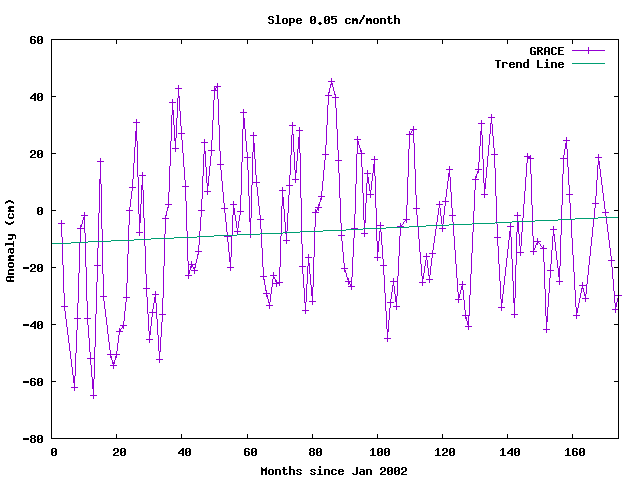 Slope 0.05 cm/month
GRACE
Trend Line
60
40
20
0
-20
-40
-60
-80
Anomaly (cm)
0 20 40 60 80 100 120 140 160
Months since Jan 2002